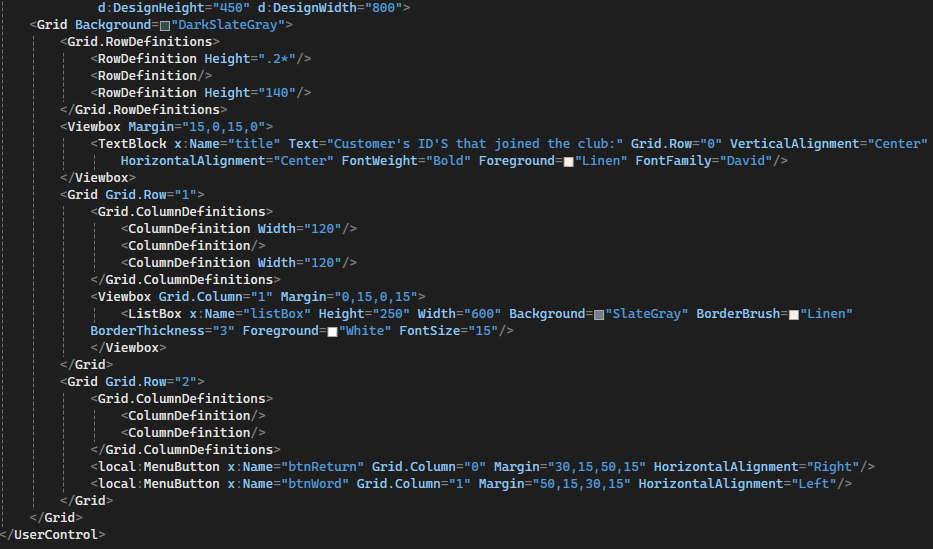 d:DesignHeight="450" d:DesignWidth="800">
<Grid Background="DarkSlateGray">
<Grid.RowDefinitions>
<RowDefinition Height=".2*"/>
<RowDefinition/>
<RowDefinition Height="140"/>
</Grid.RowDefinitions>
<Viewbox Margin="15,0,15,0">
<TextBlock x:Name="title" Text="Customer's ID'S that joined the club:" Grid.Row="0" VerticalAlignment="Center"
HorizontalAlignment="Center" FontWeight="Bold" Foreground="Linen" FontFamily="David"/>
</Viewbox>
<Grid Grid.Row="1">
<Grid.ColumnDefinitions>
<ColumnDefinition Width="120"/>
<ColumnDefinition/>
<ColumnDefinition Width="120"/>
</Grid.ColumnDefinitions>
<Viewbox Grid.Column="1" Margin="0,15,0,15">
<ListBox x:Name="listBox" Height="250" Width="600" Background="SlateGray" BorderBrush="Linen"
BorderThickness="3" Foreground="White" FontSize="15"/>
</Viewbox>
</Grid>
<Grid Grid.Row="2">
<Grid.ColumnDefinitions>
<ColumnDefinition/>
<ColumnDefinition/>
</Grid.ColumnDefinitions>
<local:MenuButton x:Name="btnReturn" Grid.Column="0" Margin="30,15,50,15" HorizontalAlignment="Right"/>
<local:MenuButton x:Name="btnWord" Grid.Column="1" Margin="50,15,30,15" HorizontalAlignment="Left"/>
</Grid>
</Grid>
</UserControl>